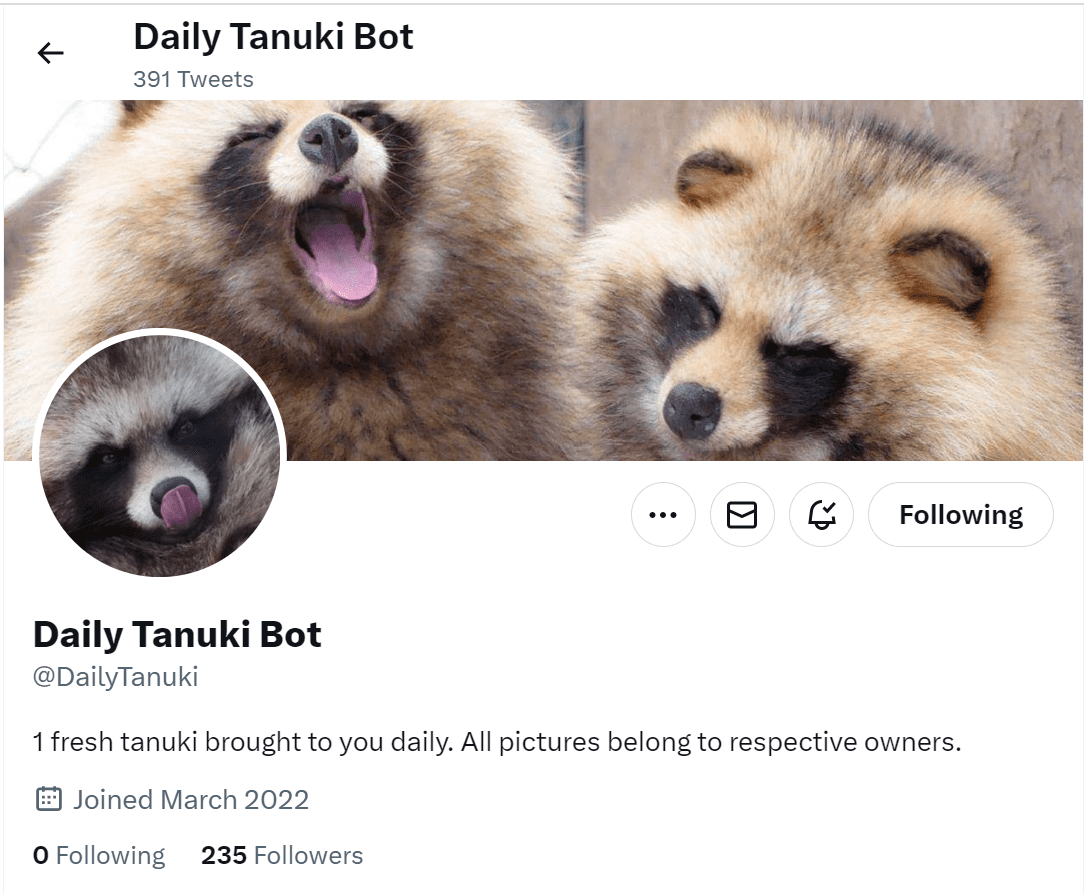 Daily Tanuki Bot
391 Tweets
Following
Daily Tanuki Bot
@DailyTanuki
1 fresh tanuki brought to you daily. All pictures belong to respective owners.
Joined March 2022
0 Following 235 Followers